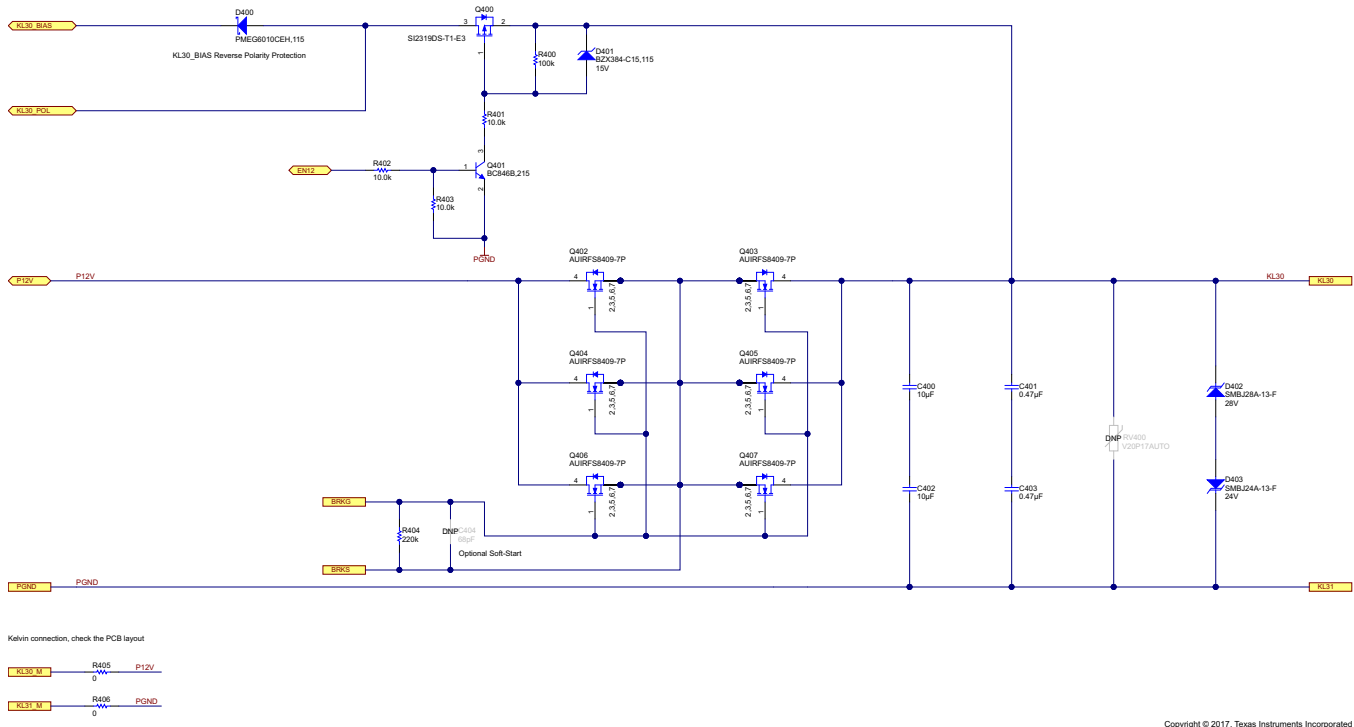 D400
Q400
KL30_BIAS
3
2
PMEG6010CEH,115
SI2319DS-T1-E3
KL30_BIAS Reverse Polarity Protection
1
R400
100k
D401
BZX384-C15,115
15V
KL30_POL
R401
10.0k
3
EN12
R402
10.0k
1
Q401
BC846B,215
2
R403
10.0k
PGND
Q402
AUIRFS8409-7P
Q403
AUIRFS8409-7P
P12V
P12V
4
2,3,5,6,7
1
2,3,5,6,7
4
1
KL30
KL30
Q404
AUIRFS8409-7P
Q405
AUIRFS8409-7P
4
2,3,5,6,7
1
2,3,5,6,7
4
1
C400
10µF
C401
0.47µF
D402
SMBJ28A-13-F
28V
DNP
RV400
V20P17AUTO
Q406
AUIRFS8409-7P
Q407
AUIRFS8409-7P
4
2,3,5,6,7
1
2,3,5,6,7
4
1
C402
10µF
C403
0.47µF
D403
SMBJ24A-13-F
24V
BRKG
R404
220k
DNP
C404
68pF
Optional Soft-Start
BRKS
PGND
PGND
KL31
Kelvin connection, check the PCB layout
KL30_M
R405
0
P12V
KL31_M
R406
0
PGND
Copyright © 2017, Texas Instruments Incorporated